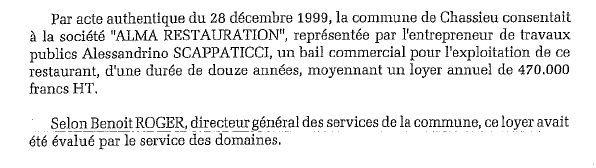 Par acte authentique du 28 décembre 1999, la commune de Chassieu consentait
à la société "ALMA RESTAURATION", représentée par l'entrepreneur de travaux
publics Alessandrino SCAPPATICCI, un bail commercial pour l'exploitation de ce
restaurant, d'une durée de douze années, moyennant un loyer annuel de 470.000
francs HT.
Selon Benoit ROGER, directeur général des services de la commune, ce loyer avait
été évalué par le service des domaines.